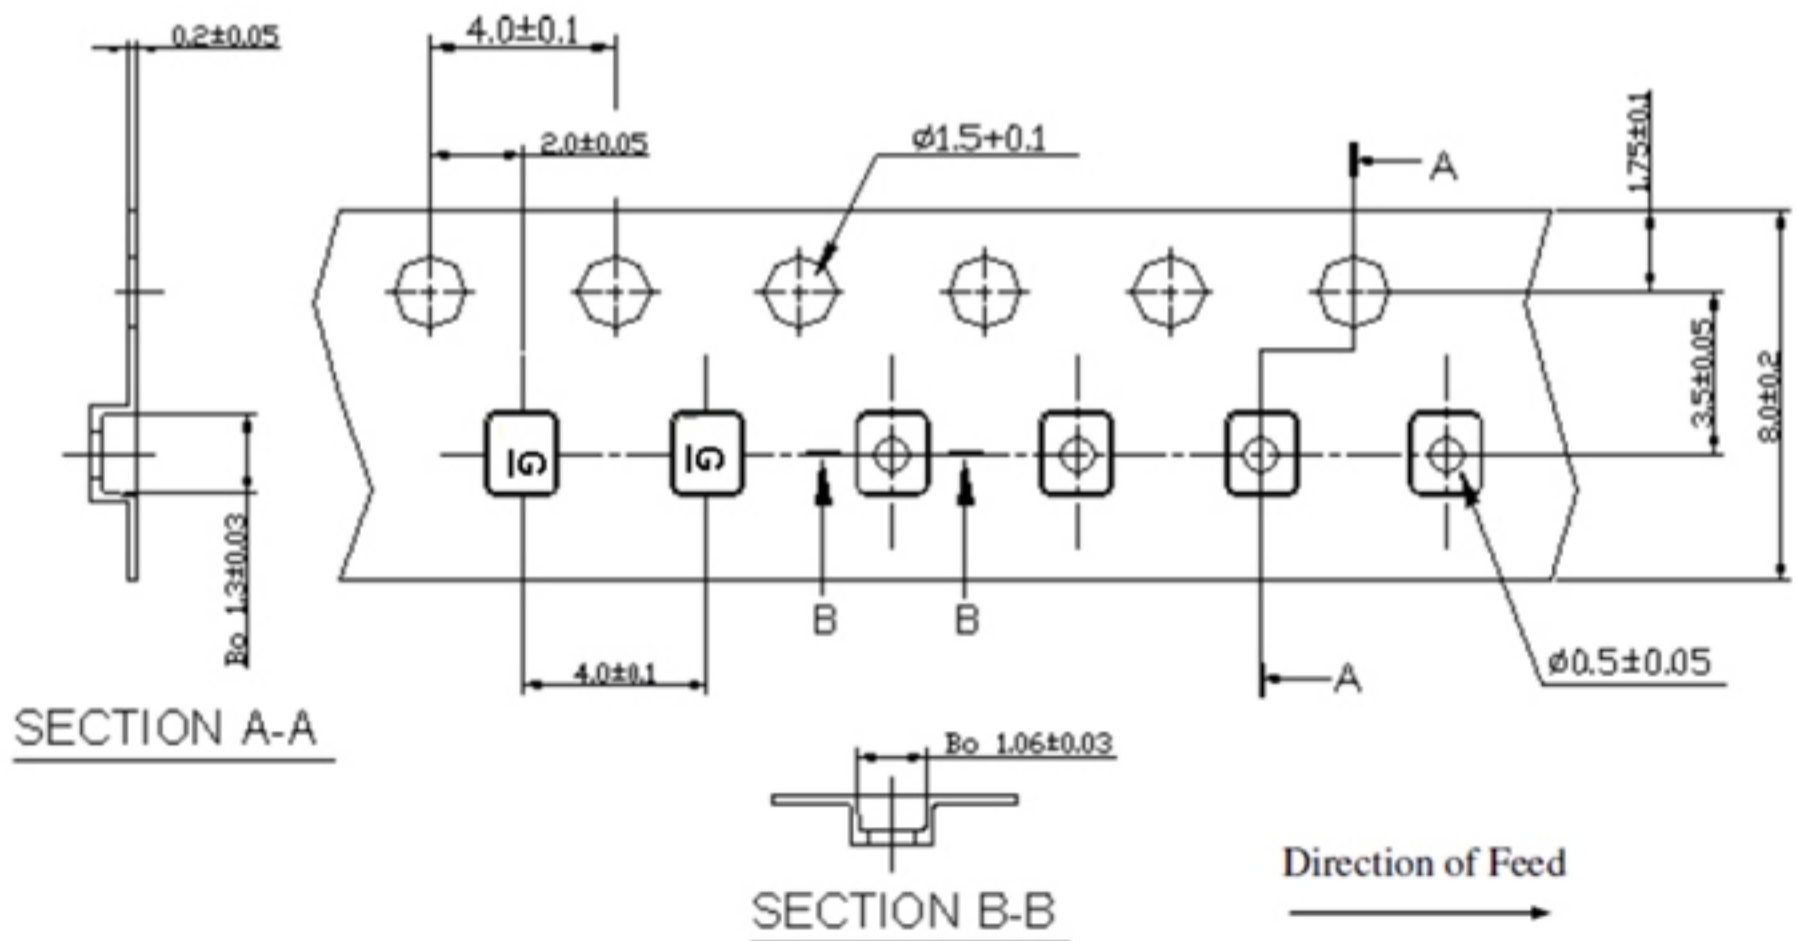 0.2±0.05
4.0±0.1
2.0±0.05
ø1.5+0.1
A
1.75±0.1
3.5±0.05
8.0±0.2
G
G
Bo 1.3±0.03
B
B
4.0±0.1
A
ø0.5±0.05
SECTION A-A
Bo 1.06±0.03
SECTION B-B
Direction of Feed